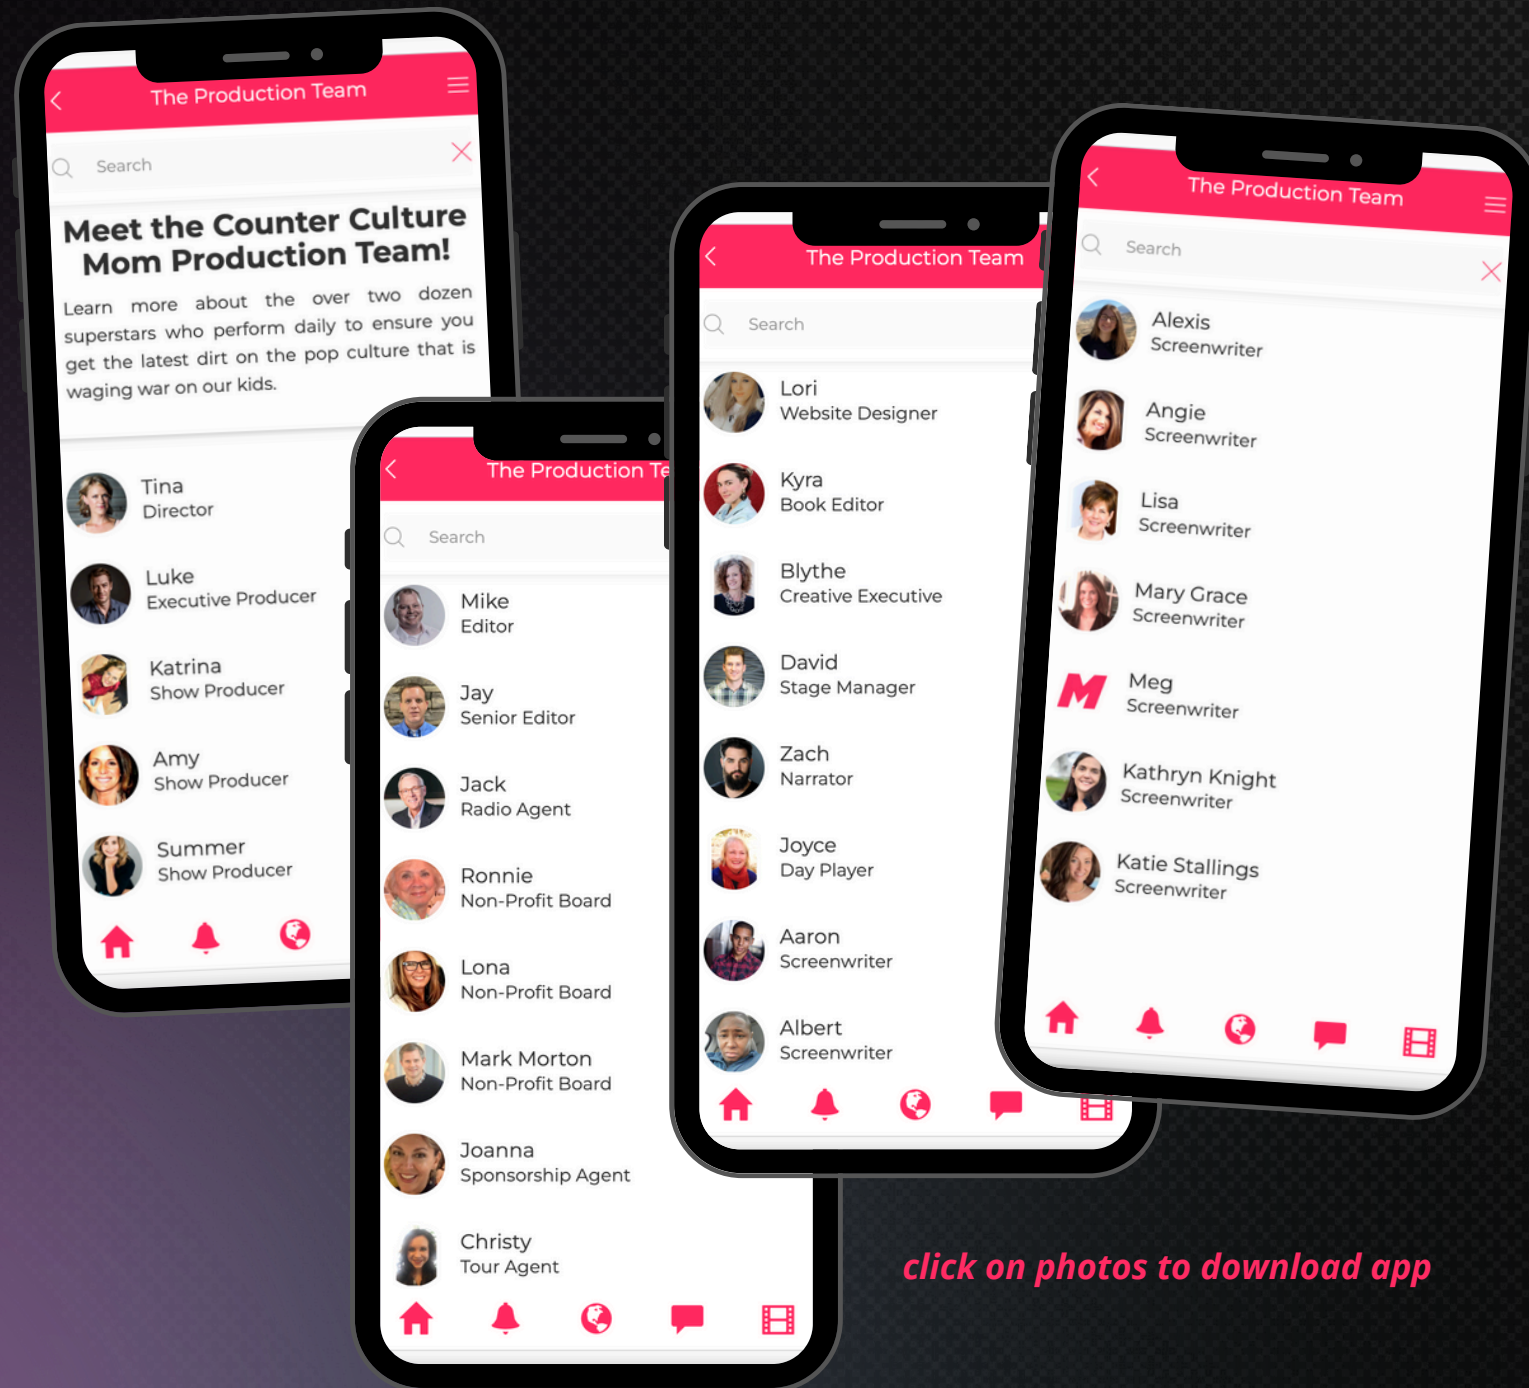 The Production Team
Search
Meet the Counter Culture
Mom Production Team!
Learn more about the over two dozen
superstars who perform daily to ensure you
get the latest dirt on the pop culture that is
waging war on our kids.
Tina
Director
Luke
Executive Producer
Katrina
Show Producer
Amy
Show Producer
Summer
Show Producer
The Production Te
Search
Mike
Editor
Jay
Senior Editor
Jack
Radio Agent
Ronnie
Non-Profit Board
Lona
Non-Profit Board
Mark Morton
Non-Profit Board
Joanna
Sponsorship Agent
Christy
Tour Agent
The Production Team
Search
Lori
Website Designer
Kyra
Book Editor
Blythe
Creative Executive
David
Stage Manager
Zach
Narrator
Joyce
Day Player
Aaron
Screenwriter
Albert
Screenwriter
The Production Team
Search
Alexis
Screenwriter
Angie
Screenwriter
Lisa
Screenwriter
Mary Grace
Screenwriter
M
Meg
Screenwriter
Kathryn Knight
Screenwriter
Katie Stallings
Screenwriter
click on photos to download app